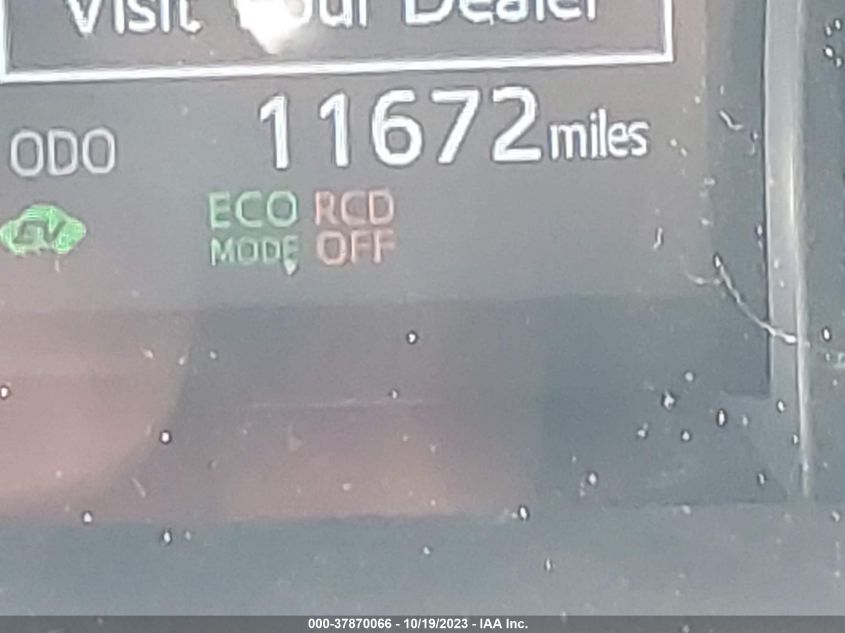 Visit Your Dealer
ODO 11672 miles
EV ECO RCD
MODE OFF
000-37870066 - 10/19/2023 - IAA Inc.